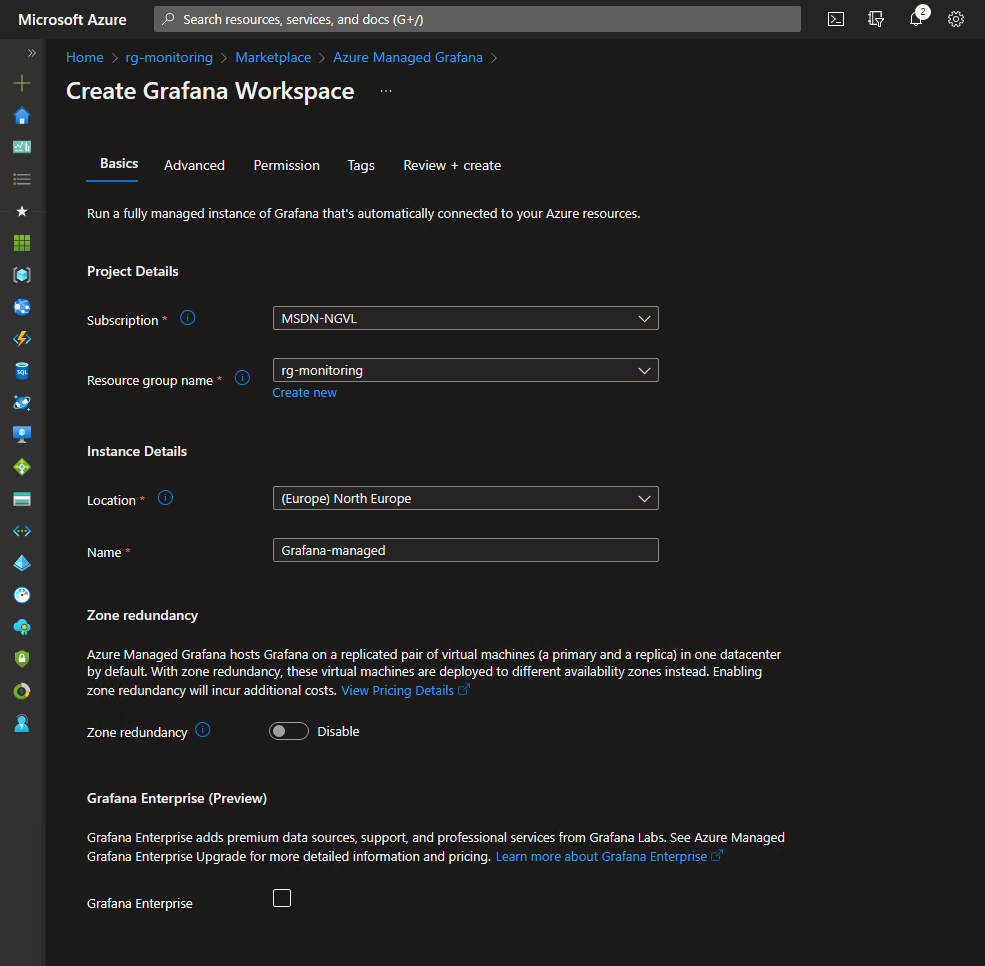 Microsoft Azure
Search resources, services, and docs (G+/)
2
Home > rg-monitoring > Marketplace > Azure Managed Grafana >
Create Grafana Workspace ...
Basics Advanced Permission Tags Review + create
Run a fully managed instance of Grafana that's automatically connected to your Azure resources.
Project Details
Subscription * MSDN-NGVL
Resource group name * rg-monitoring
Create new
Instance Details
Location * (Europe) North Europe
Name * Grafana-managed
Zone redundancy
Azure Managed Grafana hosts Grafana on a replicated pair of virtual machines (a primary and a replica) in one datacenter
by default. With zone redundancy, these virtual machines are deployed to different availability zones instead. Enabling
zone redundancy will incur additional costs. View Pricing Details
Zone redundancy Disable
Grafana Enterprise (Preview)
Grafana Enterprise adds premium data sources, support, and professional services from Grafana Labs. See Azure Managed
Grafana Enterprise Upgrade for more detailed information and pricing. Learn more about Grafana Enterprise
Grafana Enterprise